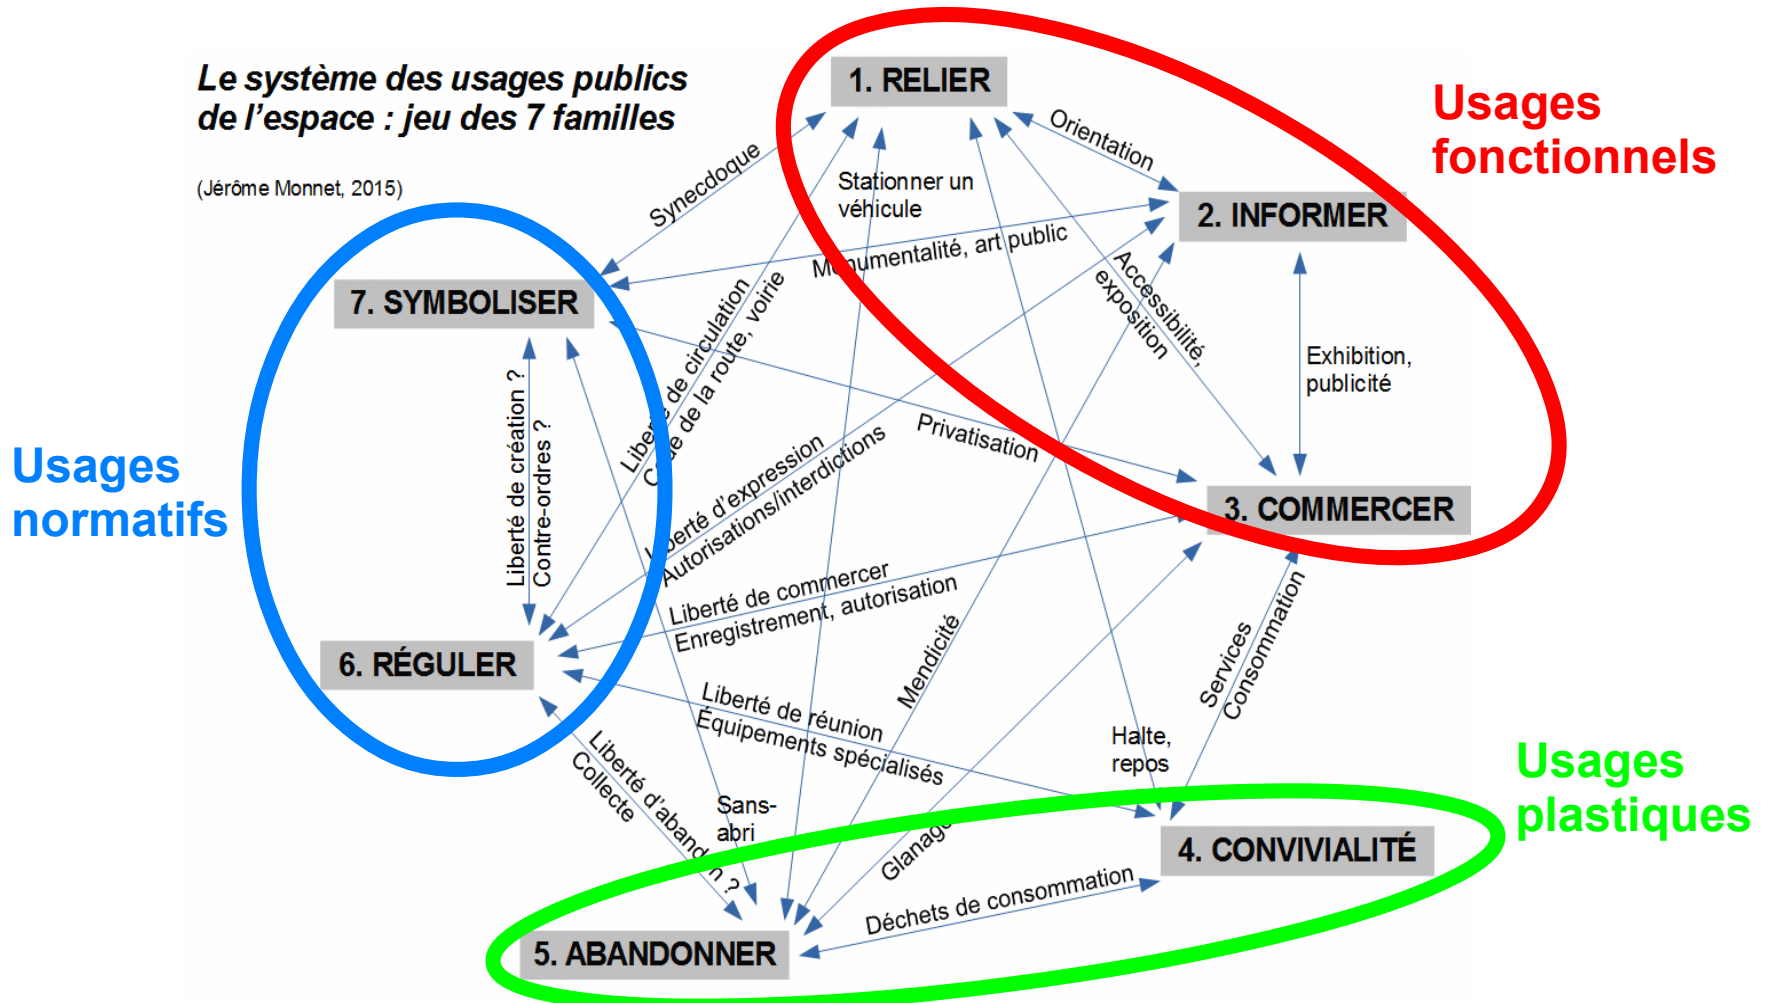 Le système des usages publics
de l'espace : jeu des 7 familles
(Jérôme Monnet, 2015)
1. RELIER
Usages
fonctionnels
Orientation
Synecdoque
Stationner un
véhicule
2. INFORMER
Monumentalité, art public
Accessibilité,
exposition
7. SYMBOLISER
Liberté de circulation
Code de la route, voirie
Exhibition,
publicité
Liberté de création ?
Contre-ordres ?
Privatisation
Usages
normatifs
Liberté d'expression
Autorisations/interdictions
3. COMMERCER
Liberté de commercer
Enregistrement, autorisation
Mendicité
Services
Consommation
6. RÉGULER
Liberté de réunion
Équipements spécialisés
Halte,
repos
Liberté d'abandon ?
Collecte
Sans-
abri
Usages
plastiques
Glanage
4. CONVIVIALITÉ
Déchets de consommation
5. ABANDONNER